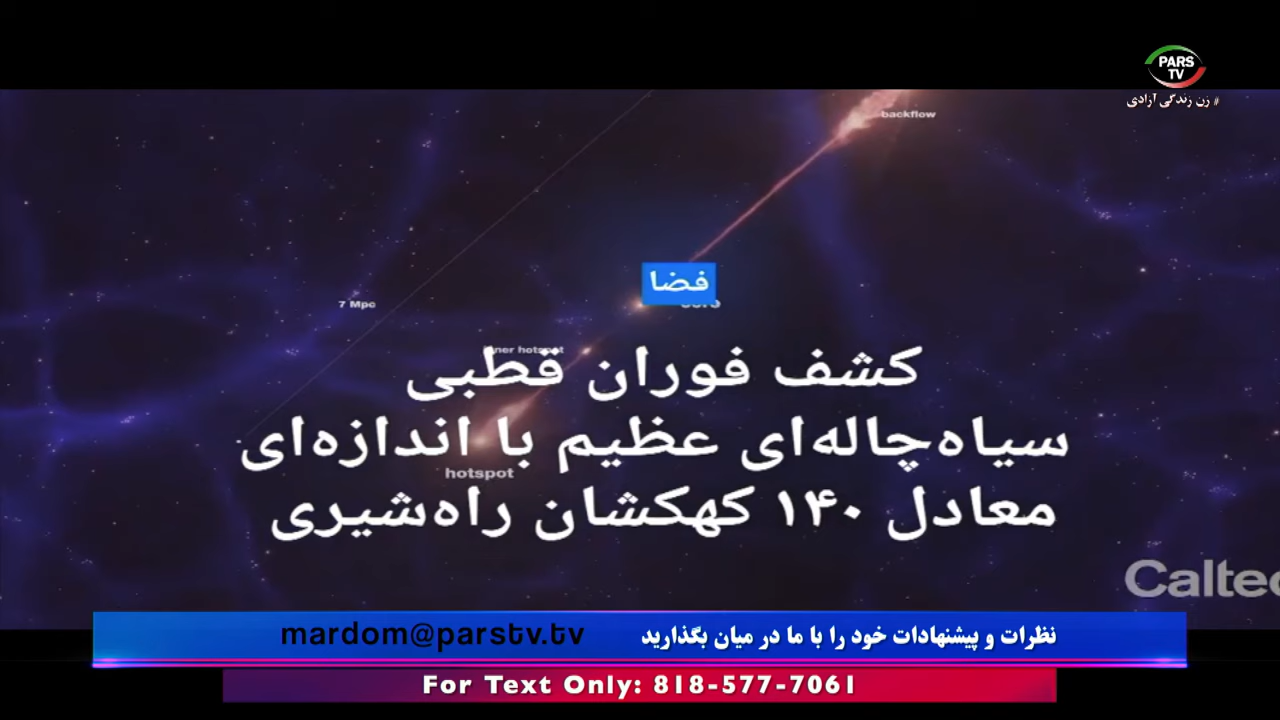 PARS
TV
# زن زندگی آزادی
backflow
فضا
7 Mpc
inner hotspot
کشف فوران قطبی
سیاه‌چاله‌ای عظیم با اندازه‌ای
hotspot
معادل ۱۴۰ کهکشان راه‌شیری
Caltec
نظرات و پیشنهادات خود را با ما در میان بگذارید mardom@parstv.tv
For Text Only: 818-577-7061